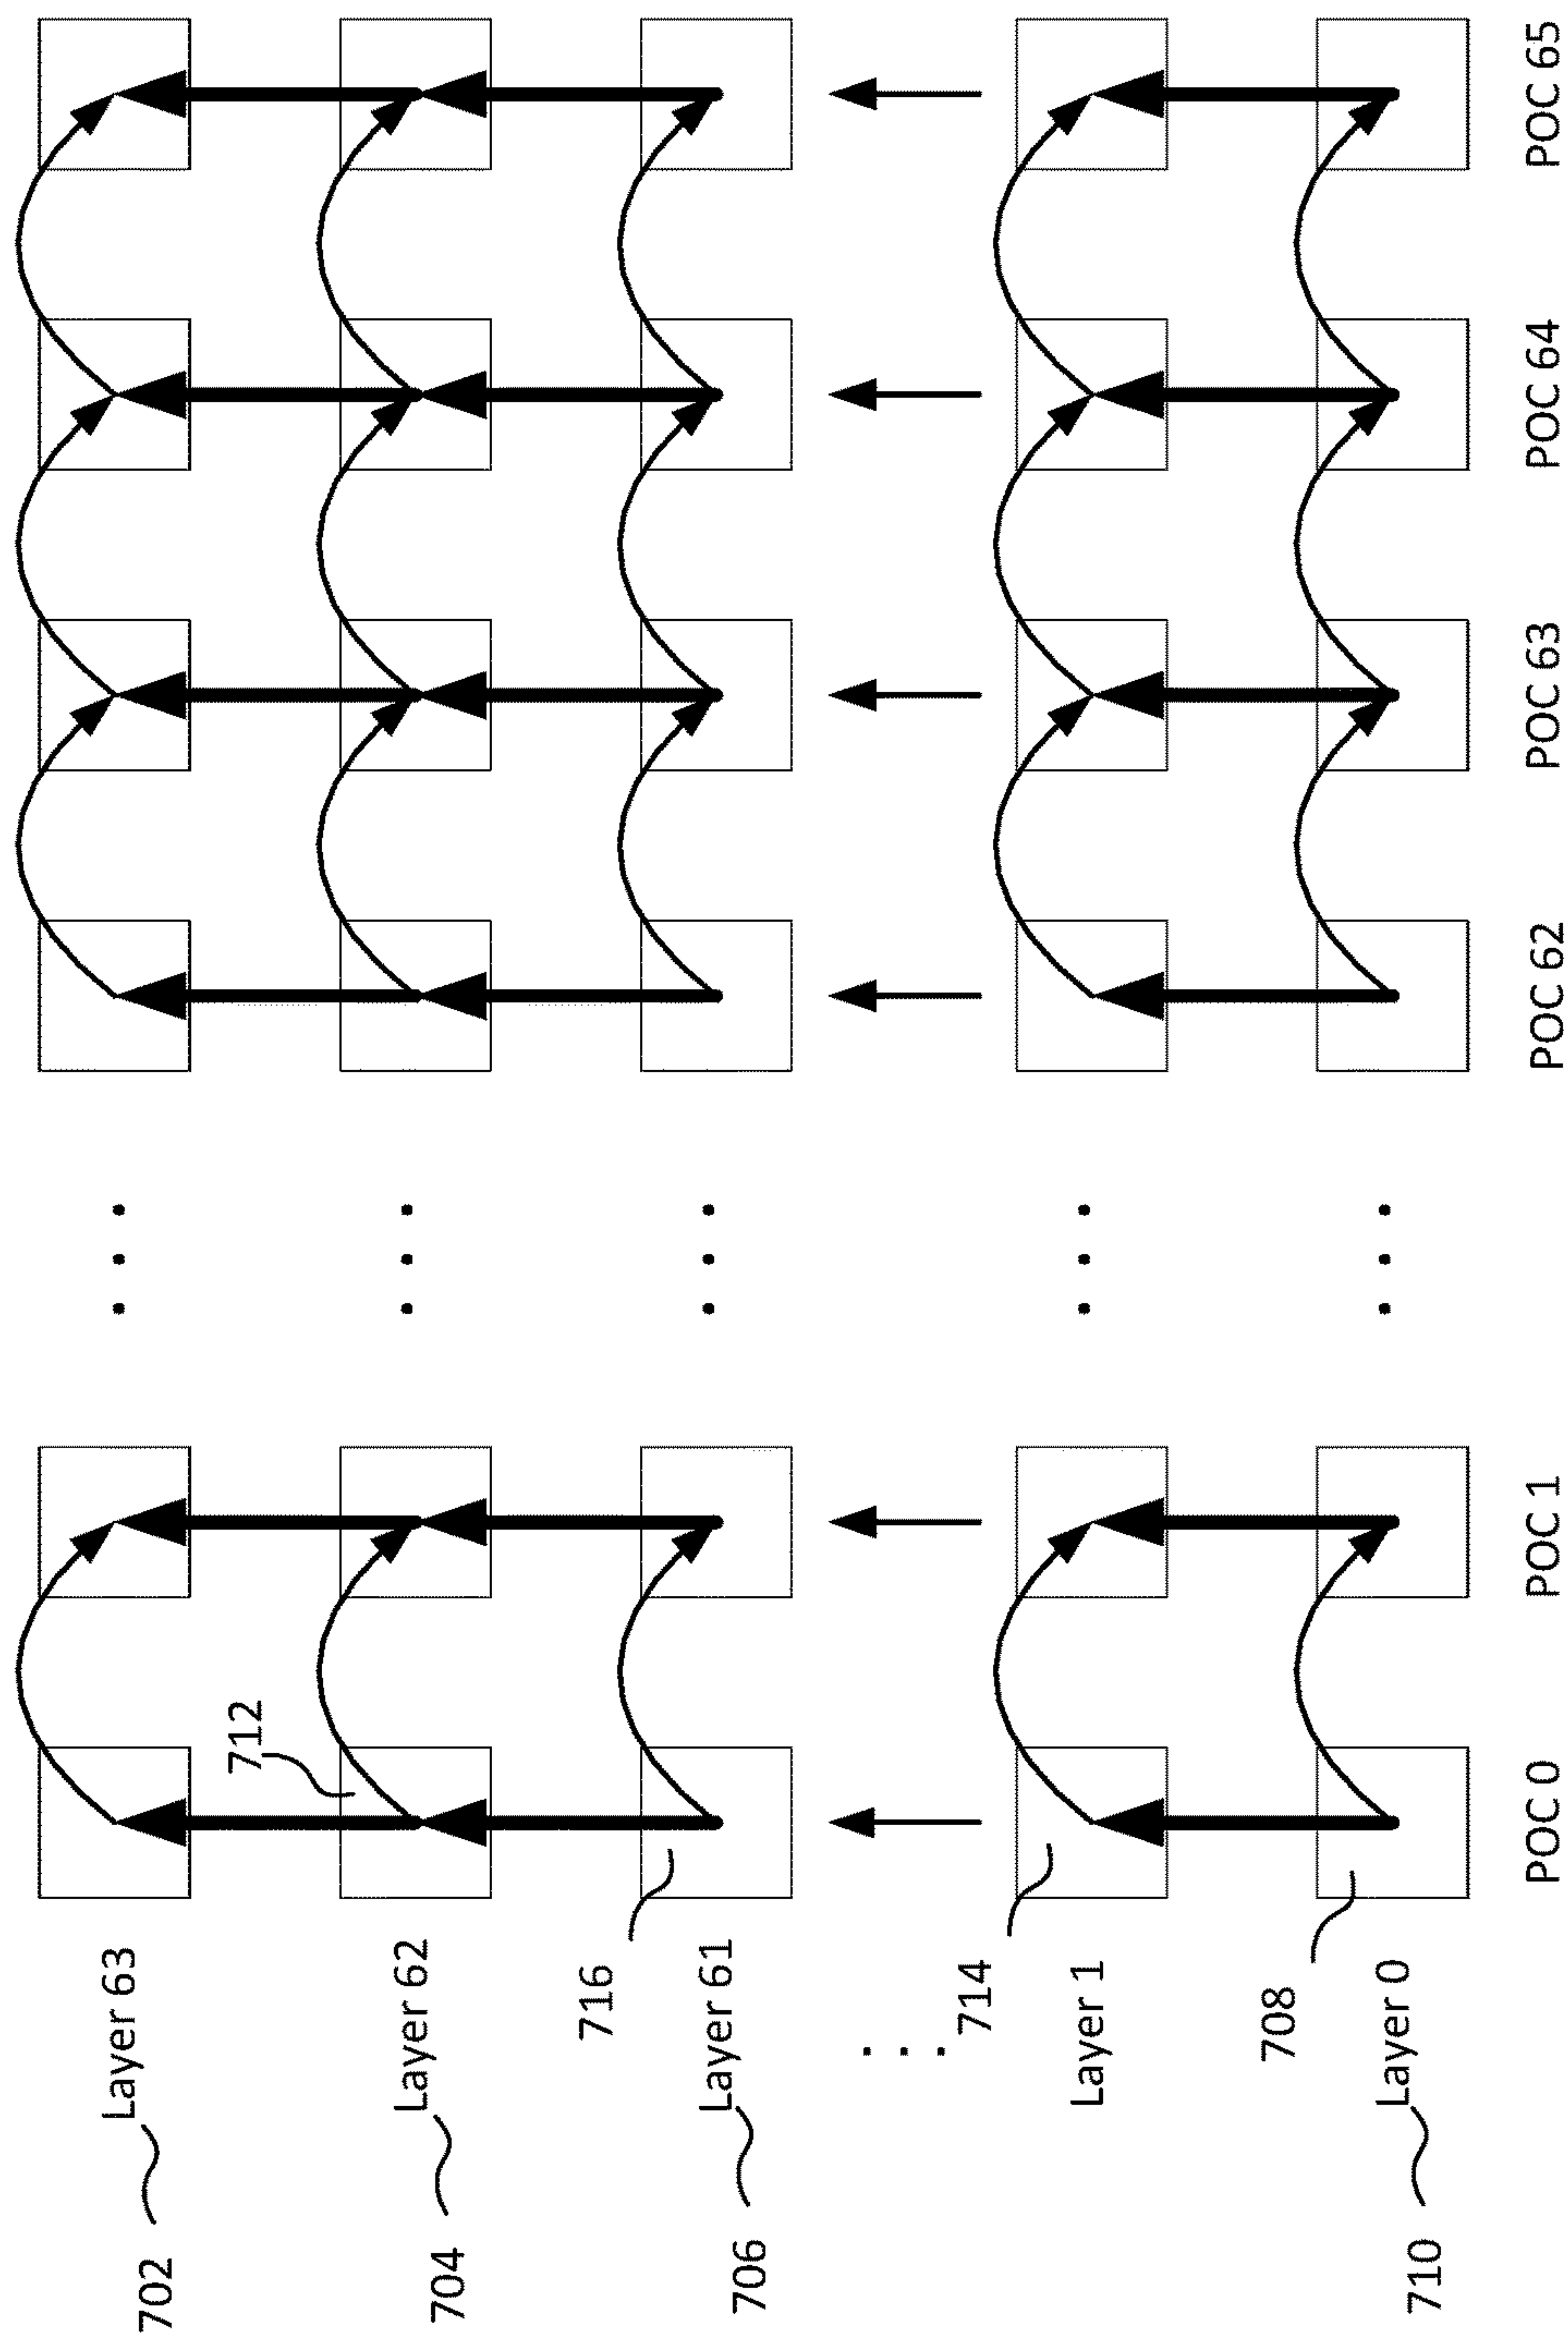 702
Layer 63
704
Layer 62
712
706
Layer 61
716
714
Layer 1
710
Layer 0
708
POC 0
POC 1
POC 62
POC 63
POC 64
POC 65